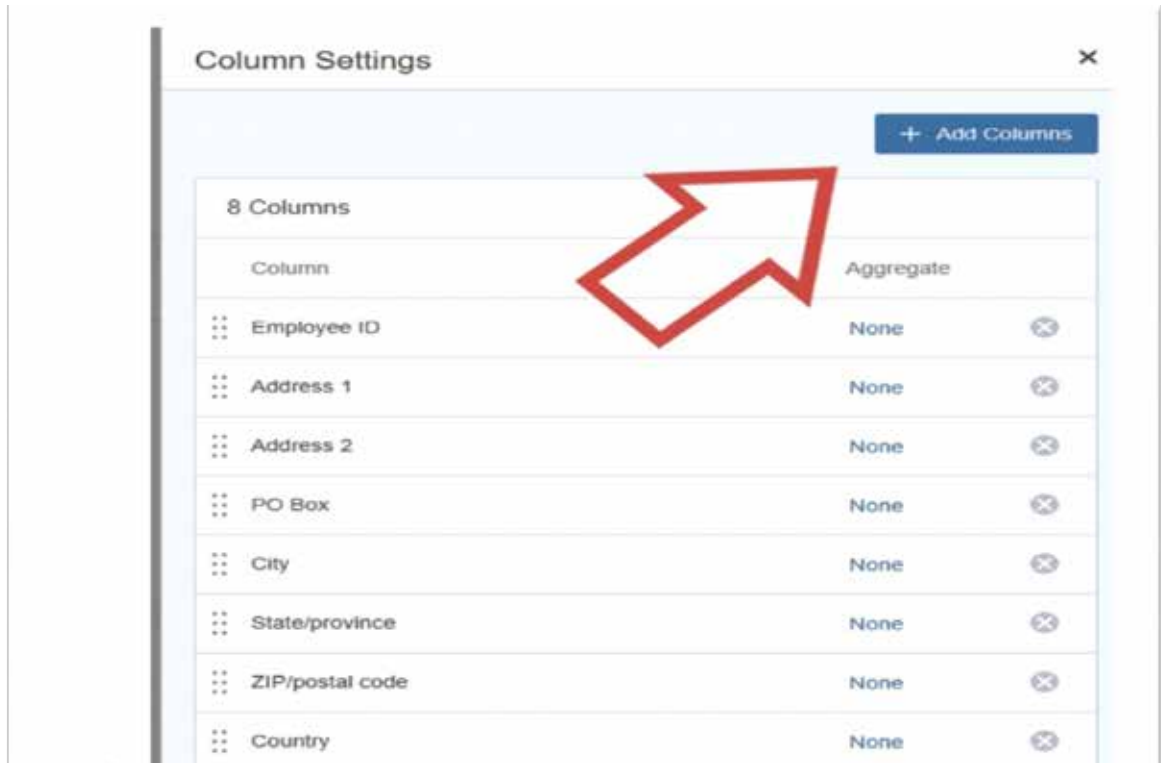 Column Settings
+ Add Columns
8 Columns
Column Aggregate
Employee ID None
Address 1 None
Address 2 None
PO Box None
City None
State/province None
ZIP/postal code None
Country None